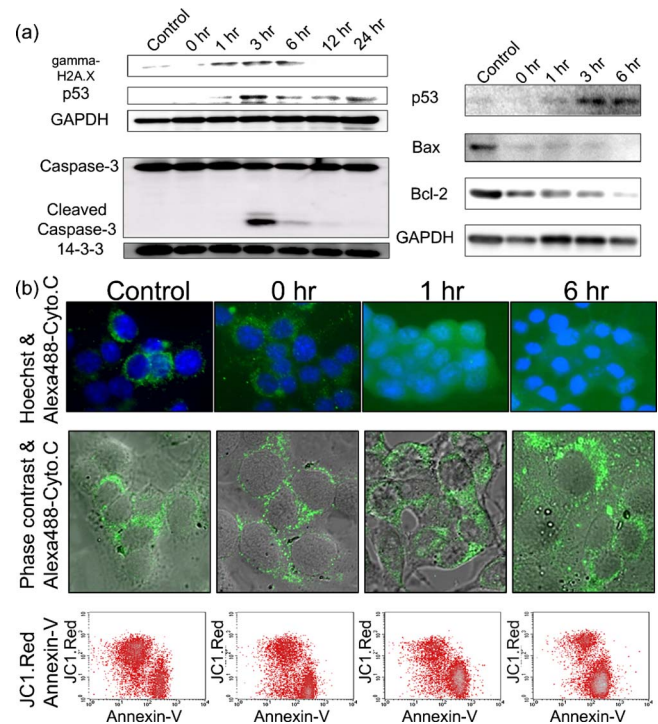 (a)
Control 0 hr 1 hr 3 hr 6 hr 12 hr 24 hr
gamma-
H2A.X
p53
GAPDH
Caspase-3
Cleaved
Caspase-3
14-3-3
Control 0 hr 1 hr 3 hr 6 hr
p53
Bax
Bcl-2
GAPDH
(b)
Control 0 hr 1 hr 6 hr
Hoechst &
Alexa488-Cyto.C
Phase contrast &
Alexa488-Cyto.C
JC1.Red
Annexin-V
JC1.Red
JC1.Red
JC1.Red
JC1.Red
Annexin-V Annexin-V Annexin-V Annexin-V